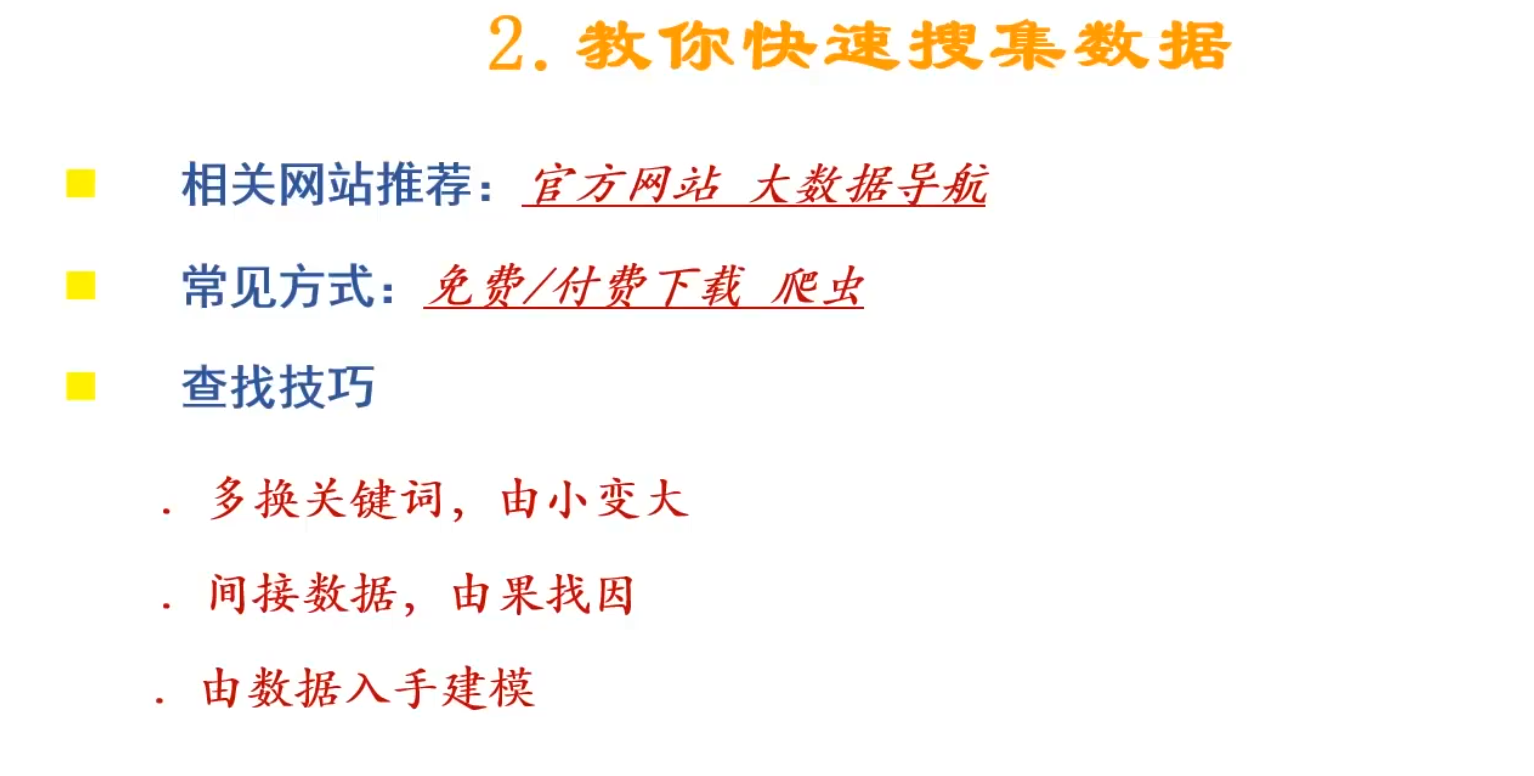 2. 教你快速搜集数据
相关网站推荐：官方网站 大数据导航
常见方式：免费/付费下载 爬虫
查找技巧
. 多换关键词，由小变大
. 间接数据，由果找因
. 由数据入手建模